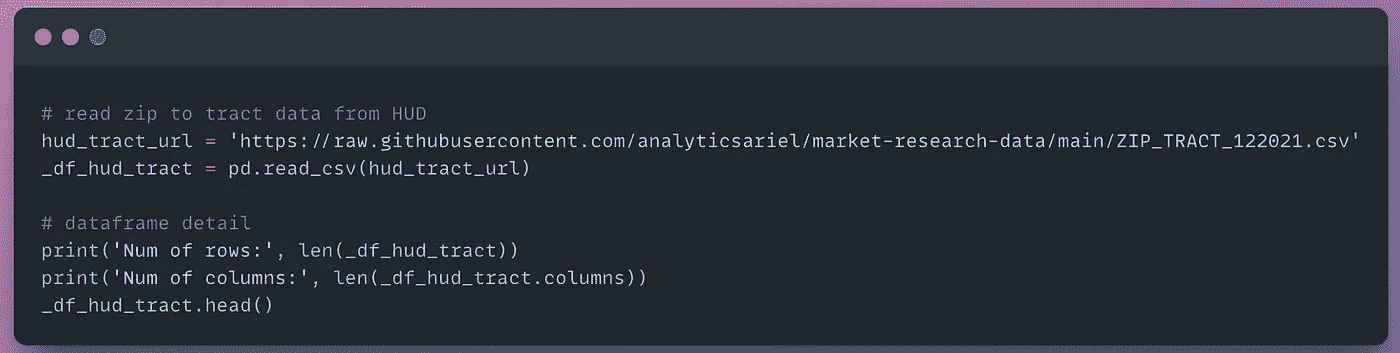 # read zip to tract data from HUD
hud_tract_url = 'https://raw.githubusercontent.com/analyticsariel/market-research-data/main/ZIP_TRACT_122021.csv'
_df_hud_tract = pd.read_csv(hud_tract_url)
# dataframe detail
print('Num of rows:', len(_df_hud_tract))
print('Num of columns:', len(_df_hud_tract.columns))
_df_hud_tract.head()